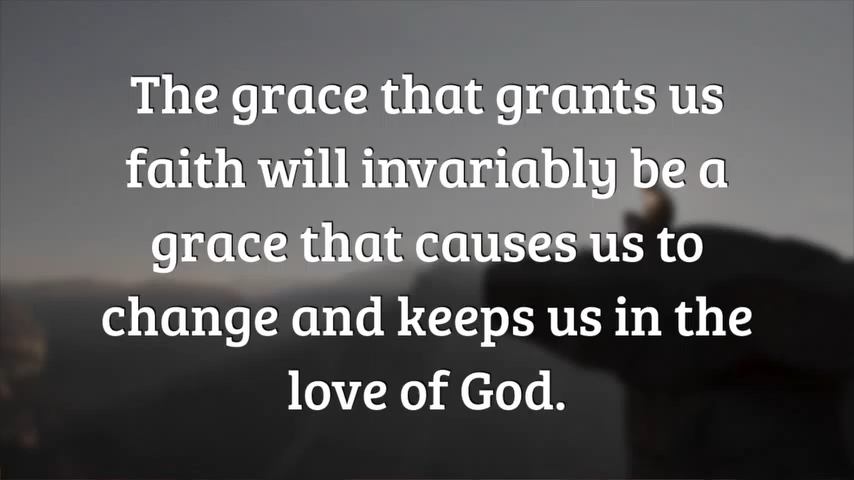 The grace that grants us
faith will invariably be a
grace that causes us to
change and keeps us in the
love of God.